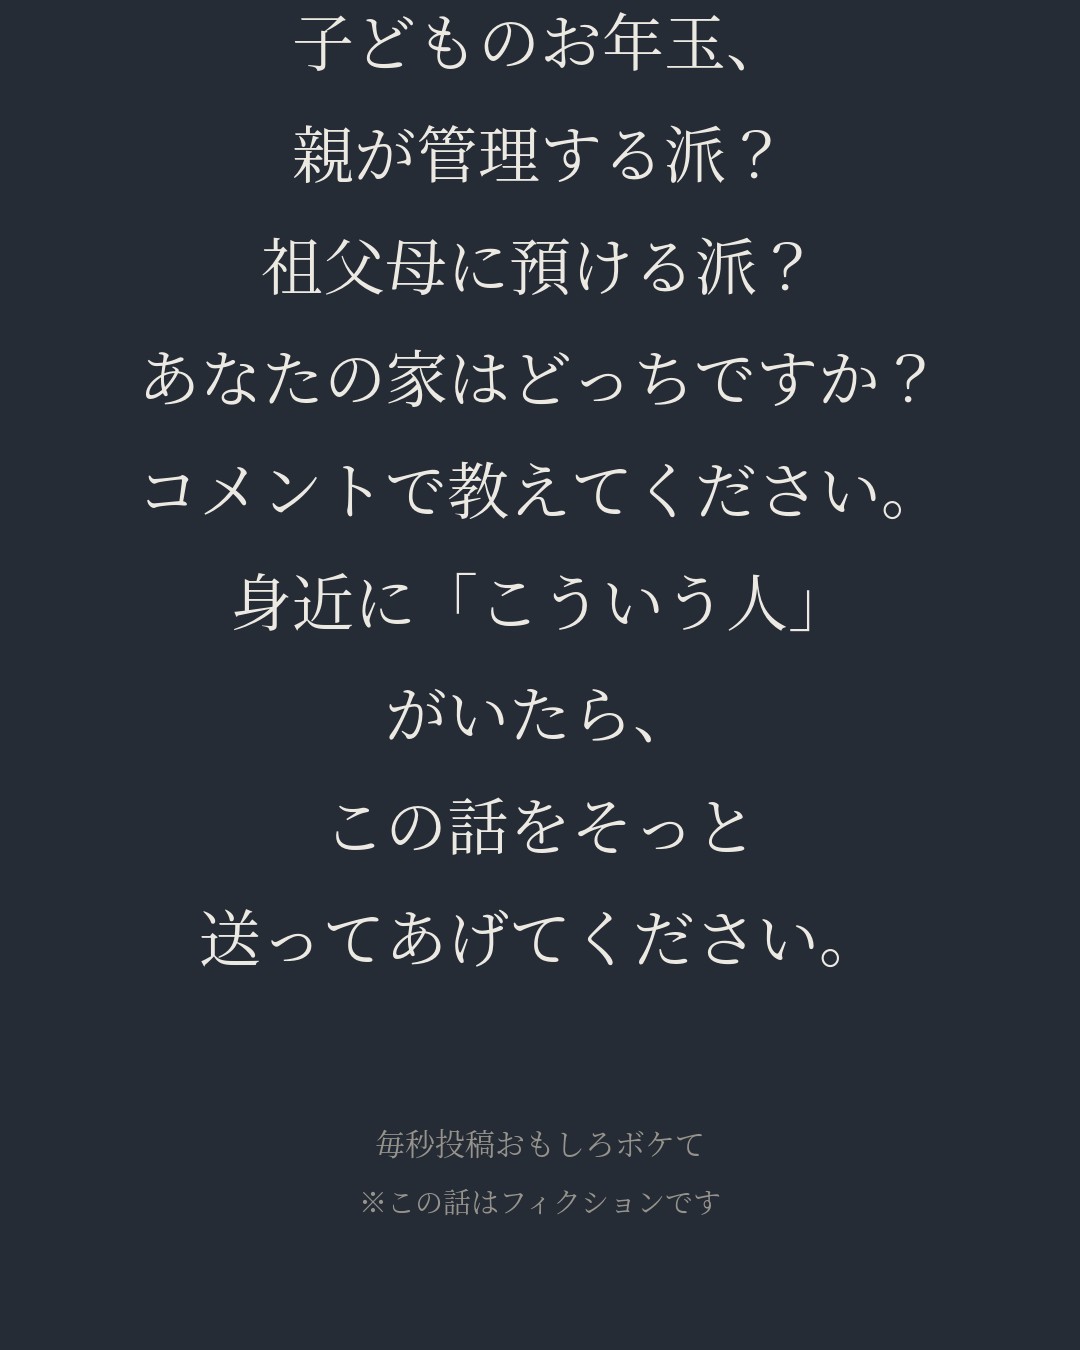 子どものお年玉、
親が管理する派？
祖父母に預ける派？
あなたの家はどっちですか？
コメントで教えてください。
身近に「こういう人」
がいたら、
この話をそっと
送ってあげてください。
毎秒投稿おもしろボケて
※この話はフィクションです